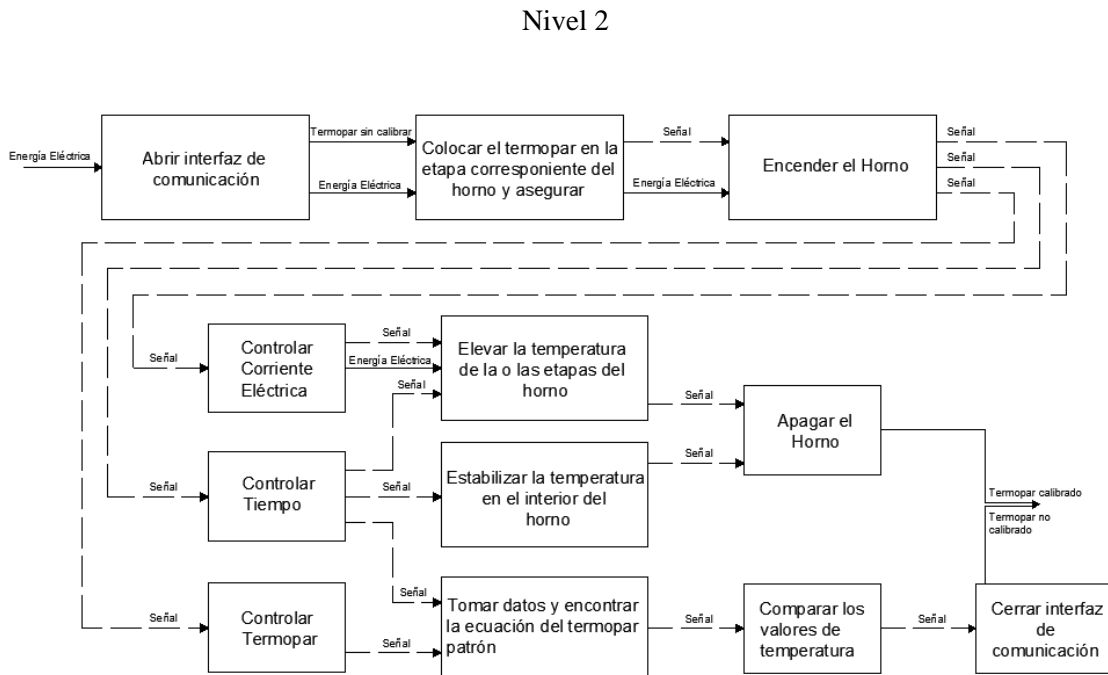 Nivel 2
Energía Eléctrica
Abrir interfaz de
comunicación
Termopar sin calibrar
Energía Eléctrica
Colocar el termopar en la
etapa corresponiente del
horno y asegurar
Señal
Energía Eléctrica
Encender el Horno
Señal
Señal
Señal
Señal
Controlar
Corriente
Eléctrica
Señal
Energía Eléctrica
Señal
Elevar la temperatura
de la o las etapas del
horno
Señal
Apagar el
Horno
Señal
Controlar
Tiempo
Señal
Estabilizar la temperatura
en el interior del
horno
Señal
Termopar calibrado
Termopar no
calibrado
Señal
Controlar
Termopar
Señal
Señal
Tomar datos y encontrar
la ecuación del termopar
patrón
Señal
Comparar los
valores de
temperatura
Señal
Cerrar interfaz
de
comunicación